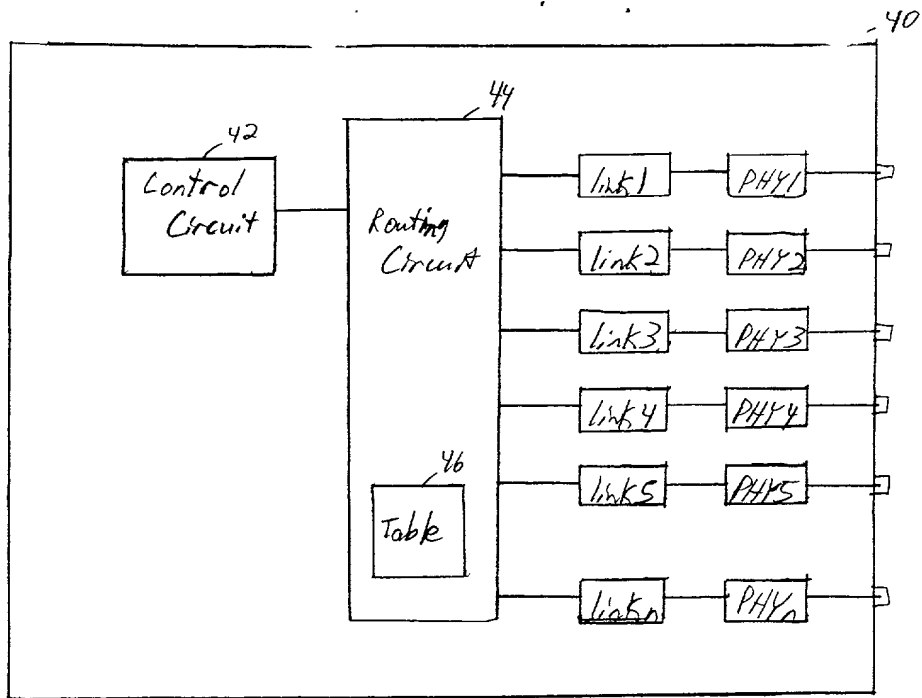 40
44
42
Control
Circuit
Routing
Circuit
link1
PHY1
link2
PHY2
link3
PHY3
link4
PHY4
link5
PHY5
46
Table
linkn
PHYn